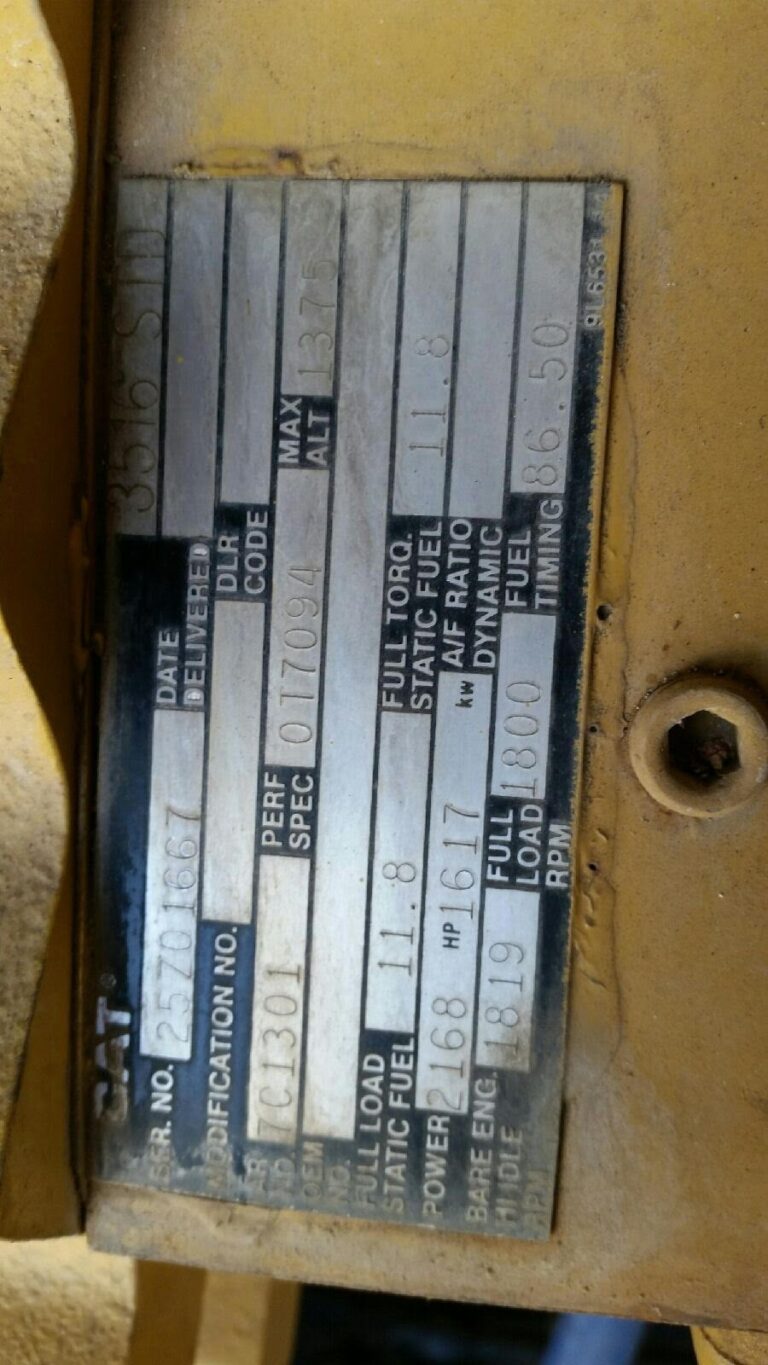 CAT® 3516 STD
SER. NO. 25Z01667 DATE DELIVERED
MODIFICATION NO. DLR CODE
AR NO. 7C1301 PERF SPEC 0T7094 MAX ALT 1375
OEM NO.
FULL LOAD STATIC FUEL 11.8 FULL TORQ. STATIC FUEL 11.8
POWER 2168 HP 1617 kw A/F RATIO DYNAMIC
BARE ENG. HI IDLE RPM 1819 FULL LOAD RPM 1800 FUEL TIMING 86.50